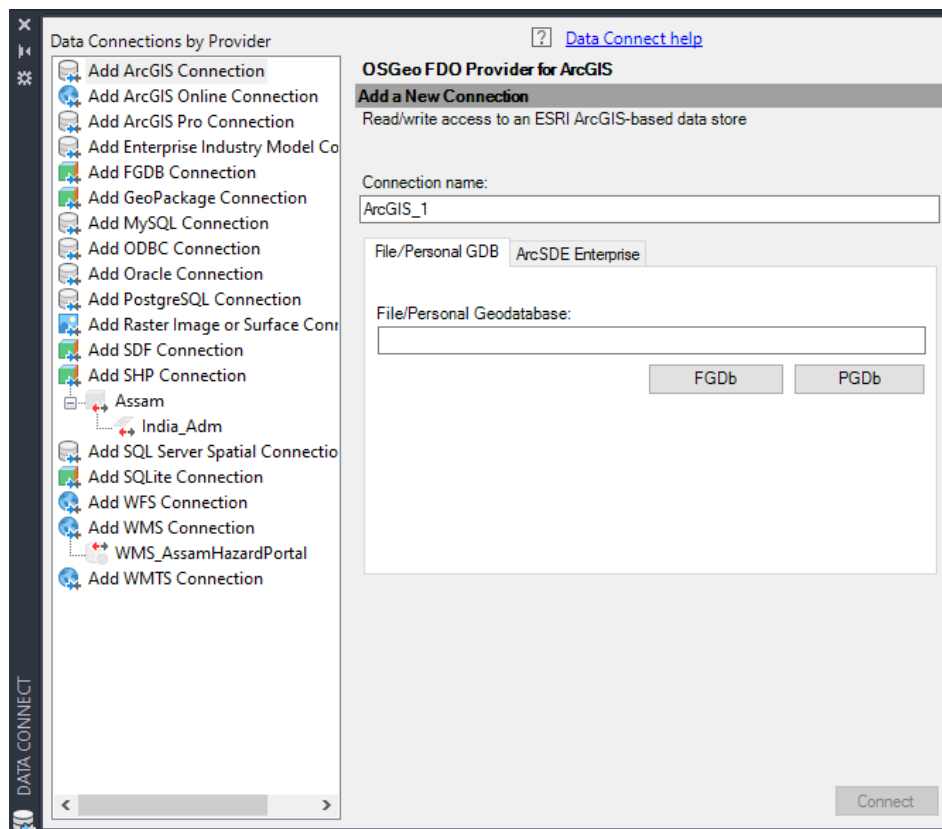 Data Connections by Provider
Add ArcGIS Connection
Add ArcGIS Online Connection
Add ArcGIS Pro Connection
Add Enterprise Industry Model Co
Add FGDB Connection
Add GeoPackage Connection
Add MySQL Connection
Add ODBC Connection
Add Oracle Connection
Add PostgreSQL Connection
Add Raster Image or Surface Conn
Add SDF Connection
Add SHP Connection
Assam
India_Adm
Add SQL Server Spatial Connectio
Add SQLite Connection
Add WFS Connection
Add WMS Connection
WMS_AssamHazardPortal
Add WMTS Connection
DATA CONNECT
? Data Connect help
OSGeo FDO Provider for ArcGIS
Add a New Connection
Read/write access to an ESRI ArcGIS-based data store
Connection name:
ArcGIS_1
File/Personal GDB ArcSDE Enterprise
File/Personal Geodatabase:
FGDb PGDb
Connect